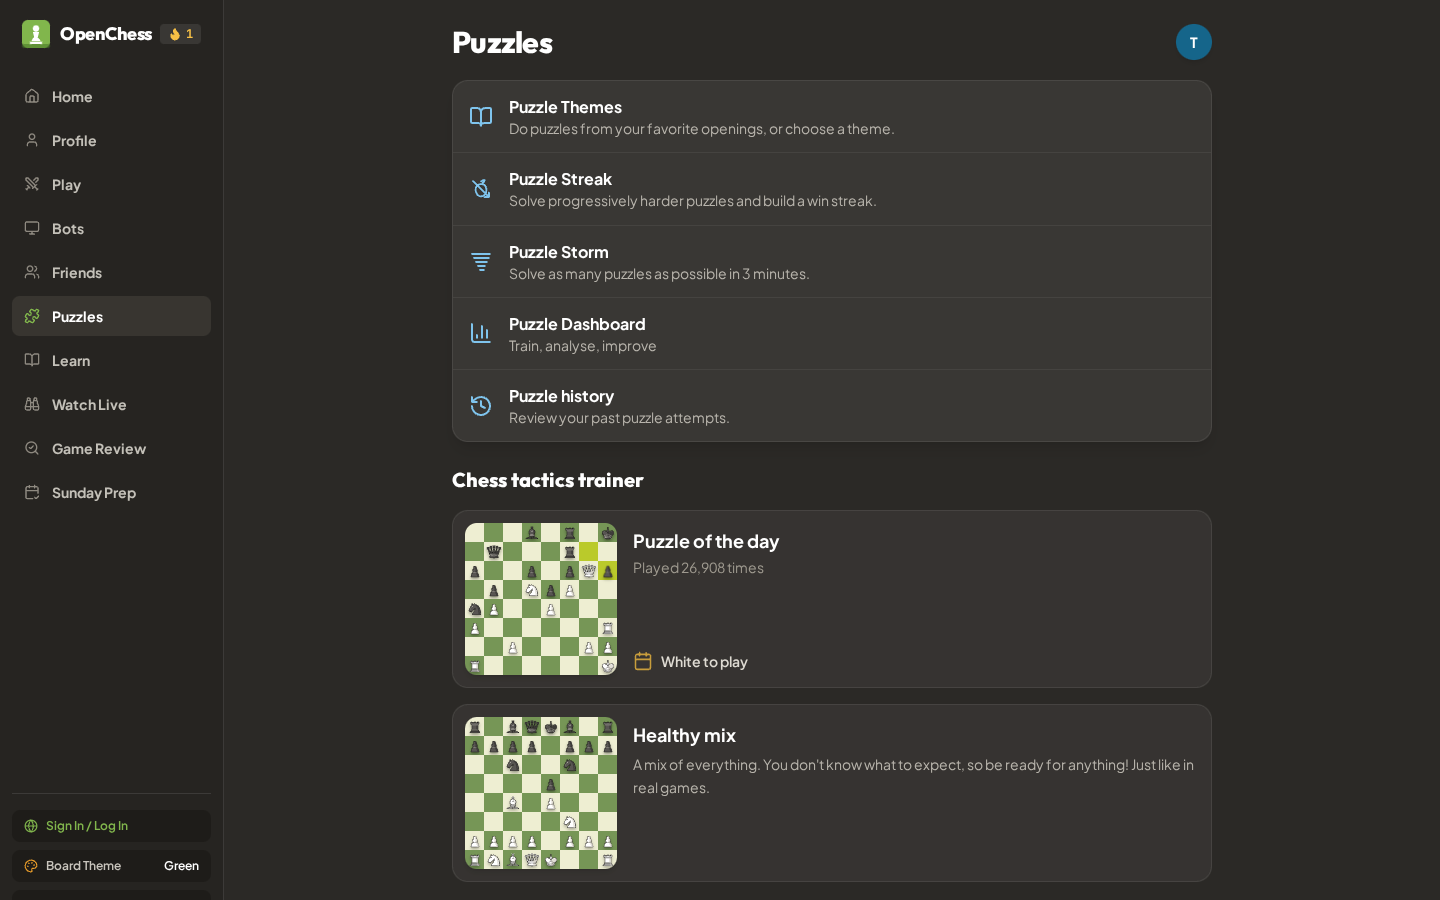 OpenChess
1
Home
Profile
Play
Bots
Friends
Puzzles
Learn
Watch Live
Game Review
Sunday Prep
Sign In / Log In
Board Theme
Green
Puzzles
T
Puzzle Themes
Do puzzles from your favorite openings, or choose a theme.
Puzzle Streak
Solve progressively harder puzzles and build a win streak.
Puzzle Storm
Solve as many puzzles as possible in 3 minutes.
Puzzle Dashboard
Train, analyse, improve
Puzzle history
Review your past puzzle attempts.
Chess tactics trainer
Puzzle of the day
Played 26,908 times
White to play
Healthy mix
A mix of everything. You don't know what to expect, so be ready for anything! Just like in
real games.